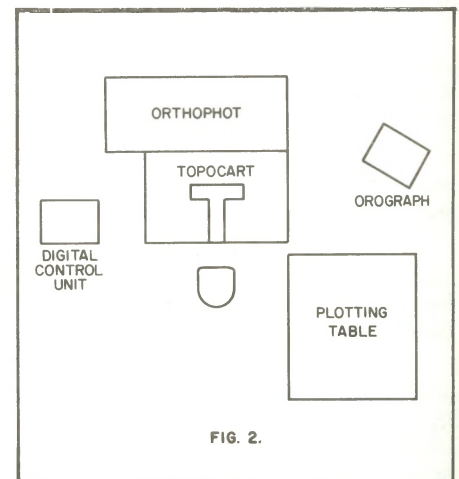 ORTHOPHOT
TOPOCART
OROGRAPH
DIGITAL
CONTROL
UNIT
PLOTTING
TABLE
FIG. 2.